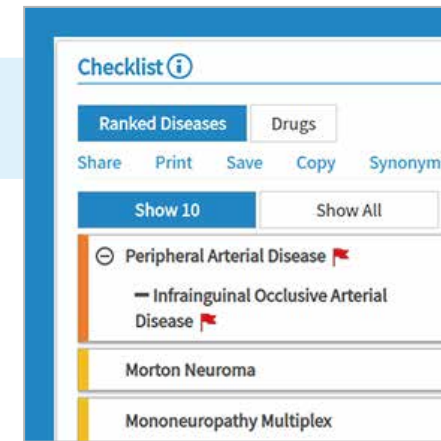 Checklist
Ranked Diseases Drugs
Share Print Save Copy Synonym
Show 10 Show All
Peripheral Arterial Disease
Infrainguinal Occlusive Arterial
Disease
Morton Neuroma
Mononeuropathy Multiplex